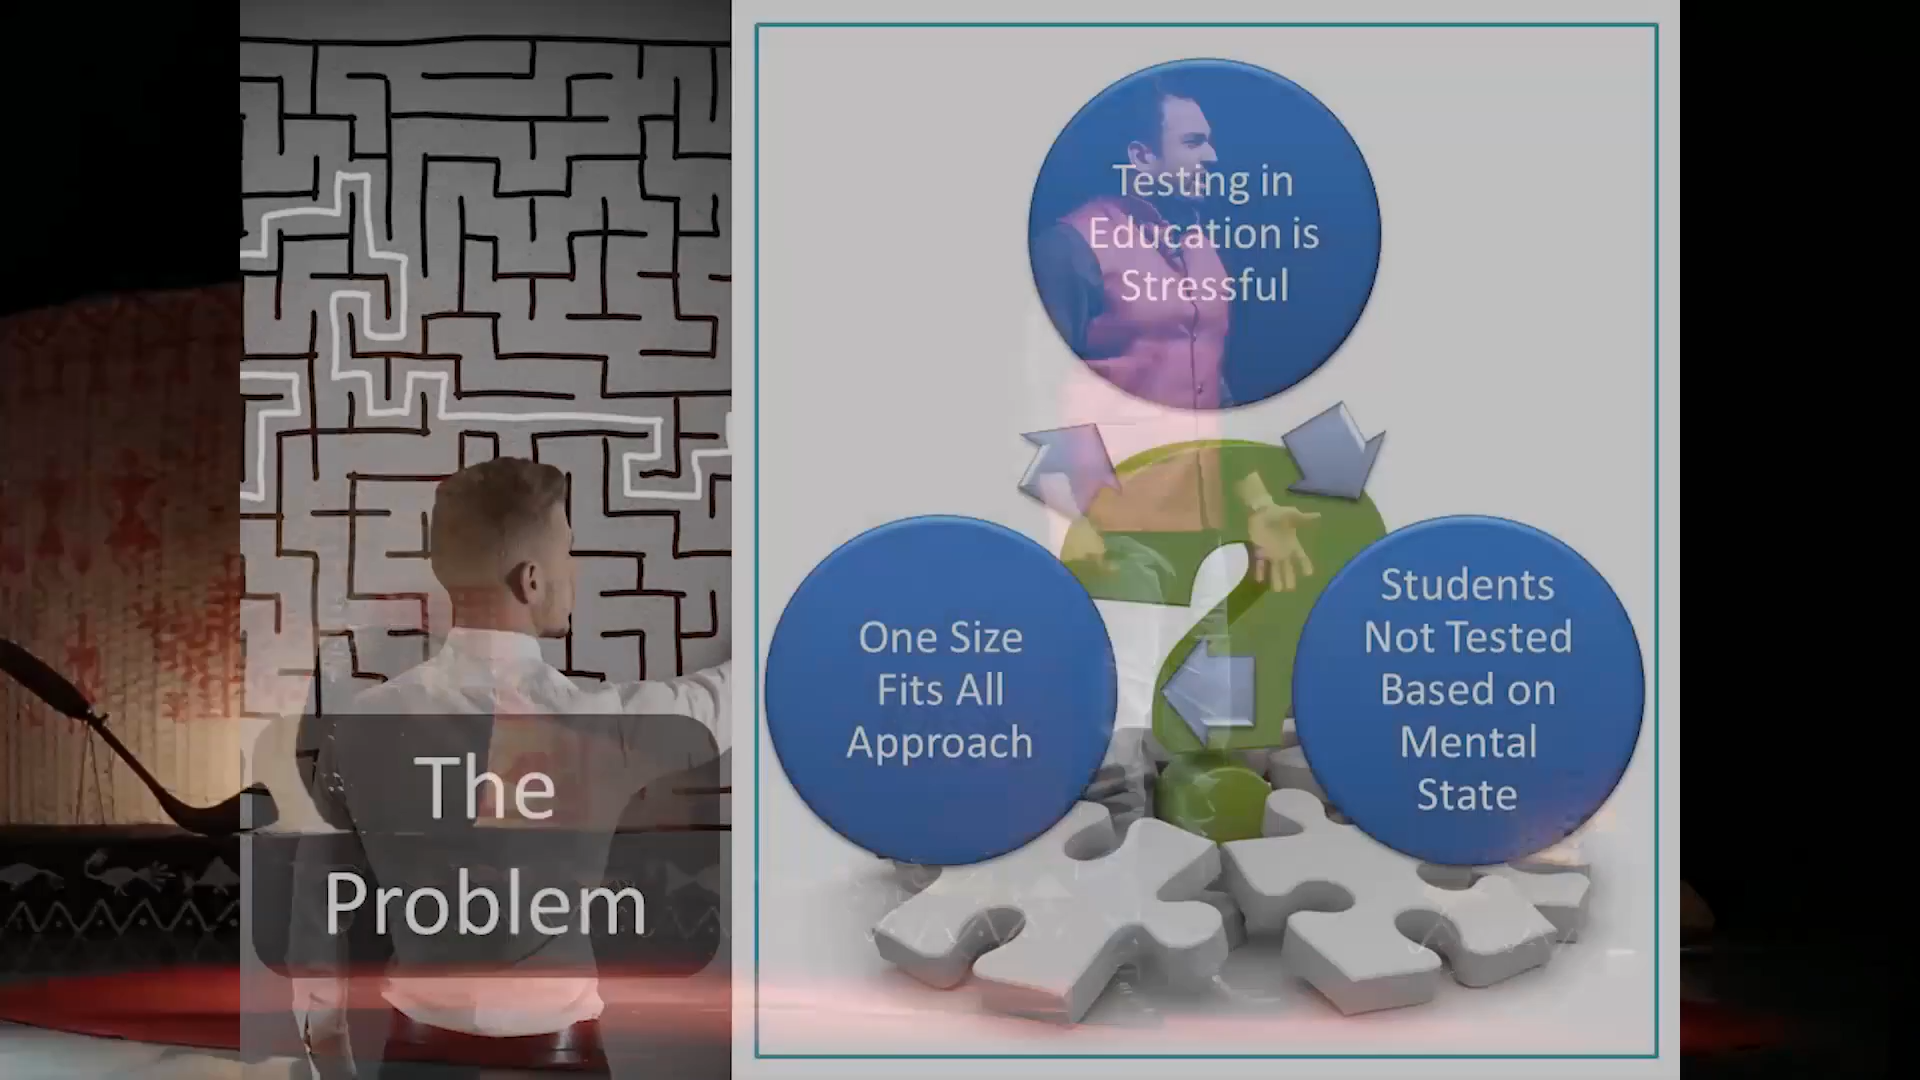 The
Problem
Testing in
Education is
Stressful
One Size
Fits All
Approach
Students
Not Tested
Based on
Mental
State